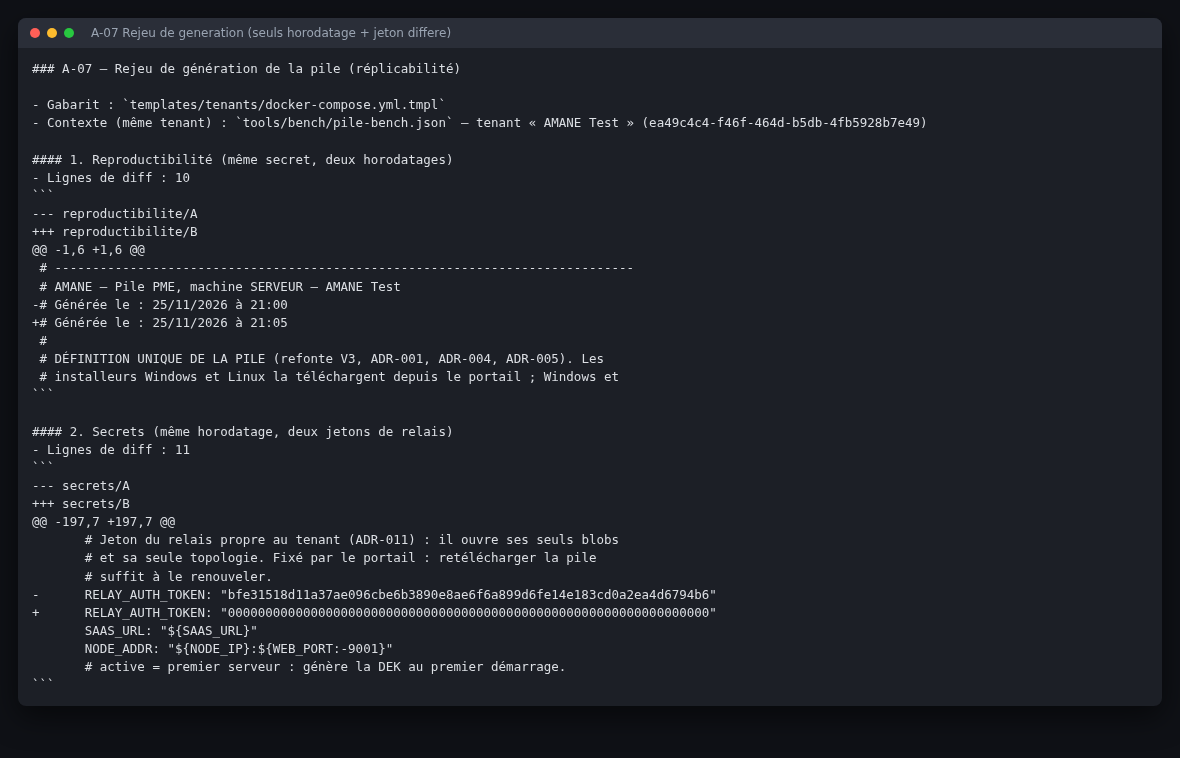 A-07 Rejeu de generation (seuls horodatage + jeton differe)
### A-07 — Rejeu de génération de la pile (réplicabilité)
- Gabarit : `templates/tenants/docker-compose.yml.tmpl`
- Contexte (même tenant) : `tools/bench/pile-bench.json` — tenant « AMANE Test » (ea49c4c4-f46f-464d-b5db-4fb5928b7e49)
#### 1. Reproductibilité (même secret, deux horodatages)
- Lignes de diff : 10
```
--- reproductibilite/A
+++ reproductibilite/B
@@ -1,6 +1,6 @@
 # -----------------------------------------------------------------------------
 # AMANE — Pile PME, machine SERVEUR — AMANE Test
-# Générée le : 25/11/2026 à 21:00
+# Générée le : 25/11/2026 à 21:05
 #
 # DÉFINITION UNIQUE DE LA PILE (refonte V3, ADR-001, ADR-004, ADR-005). Les
 # installeurs Windows et Linux la téléchargent depuis le portail ; Windows et
```
#### 2. Secrets (même horodatage, deux jetons de relais)
- Lignes de diff : 11
```
--- secrets/A
+++ secrets/B
@@ -197,7 +197,7 @@
       # Jeton du relais propre au tenant (ADR-011) : il ouvre ses seuls blobs
       # et sa seule topologie. Fixé par le portail : retélécharger la pile
       # suffit à le renouveler.
-      RELAY_AUTH_TOKEN: "bfe31518d11a37ae096cbe6b3890e8ae6f6a899d6fe14e183cd0a2ea4d6794b6"
+      RELAY_AUTH_TOKEN: "0000000000000000000000000000000000000000000000000000000000000000"
       SAAS_URL: "${SAAS_URL}"
       NODE_ADDR: "${NODE_IP}:${WEB_PORT:-9001}"
       # active = premier serveur : génère la DEK au premier démarrage.
```